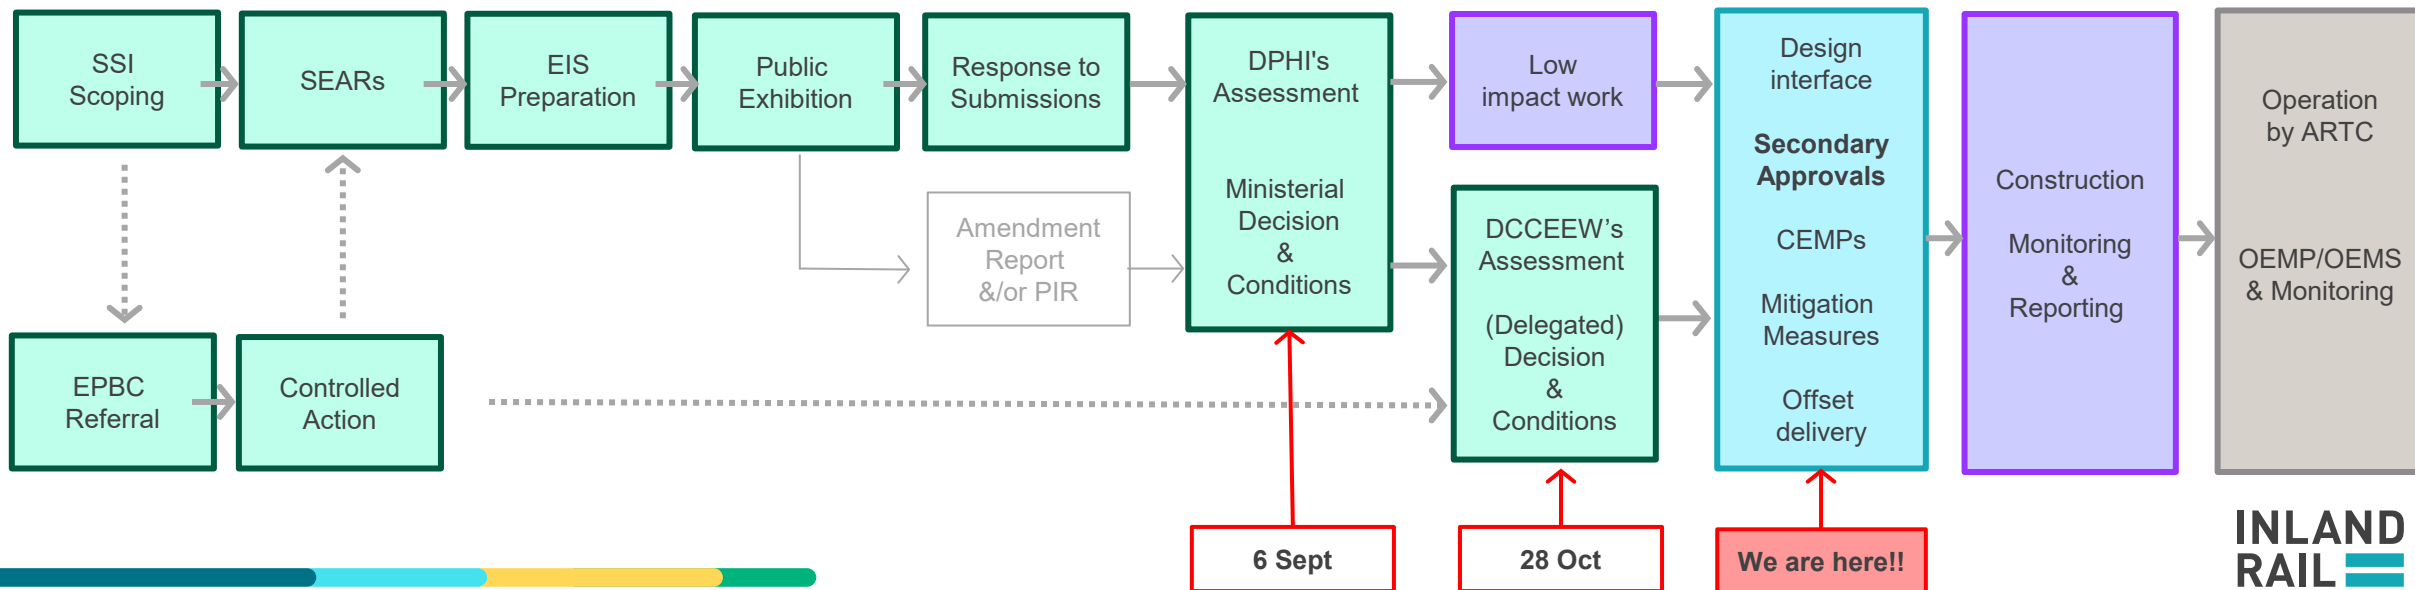 SSI
Scoping
SEARs
EIS
Preparation
Public
Exhibition
Response to
Submissions
DPHI's
Assessment
Ministerial
Decision
&
Conditions
Low
impact work
Design
interface
Secondary
Approvals
CEMPs
Mitigation
Measures
Offset
delivery
Construction
Monitoring
&
Reporting
Operation
by ARTC
OEMP/OEMS
& Monitoring
Amendment
Report
&/or PIR
DCCEEW’s
Assessment
(Delegated)
Decision
&
Conditions
EPBC
Referral
Controlled
Action
6 Sept
28 Oct
We are here!!
INLAND
RAIL